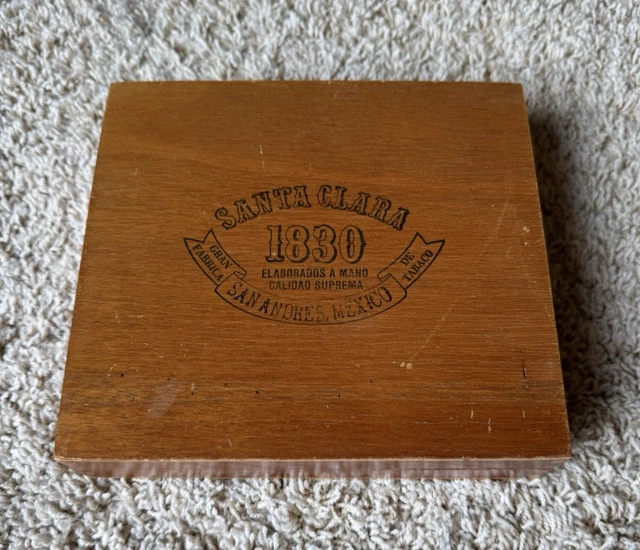 SANTA CLARA
1830
ELABORADOS A MANO
CALIDAD SUPREMA
GRAN
FABRICA
DE
TABACO
SAN ANDRES, MEXICO